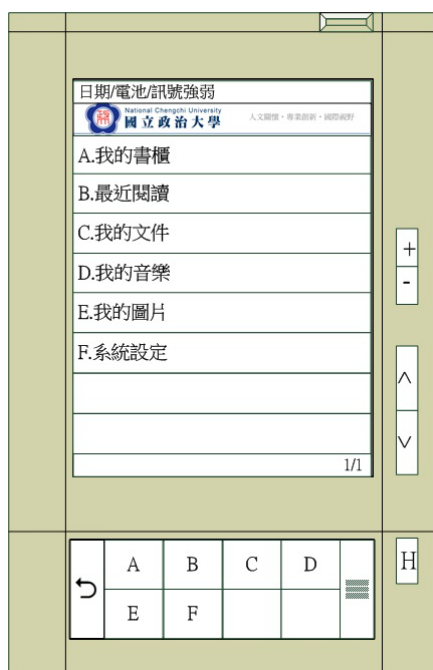 日期/電池/訊號強弱
National Chengchi University
國立政治大學
人文關懷・專業創新・國際視野
A.我的書櫃
B.最近閱讀
C.我的文件
D.我的音樂
E.我的圖片
F.系統設定
1/1
+
-
A B C D
E F
H